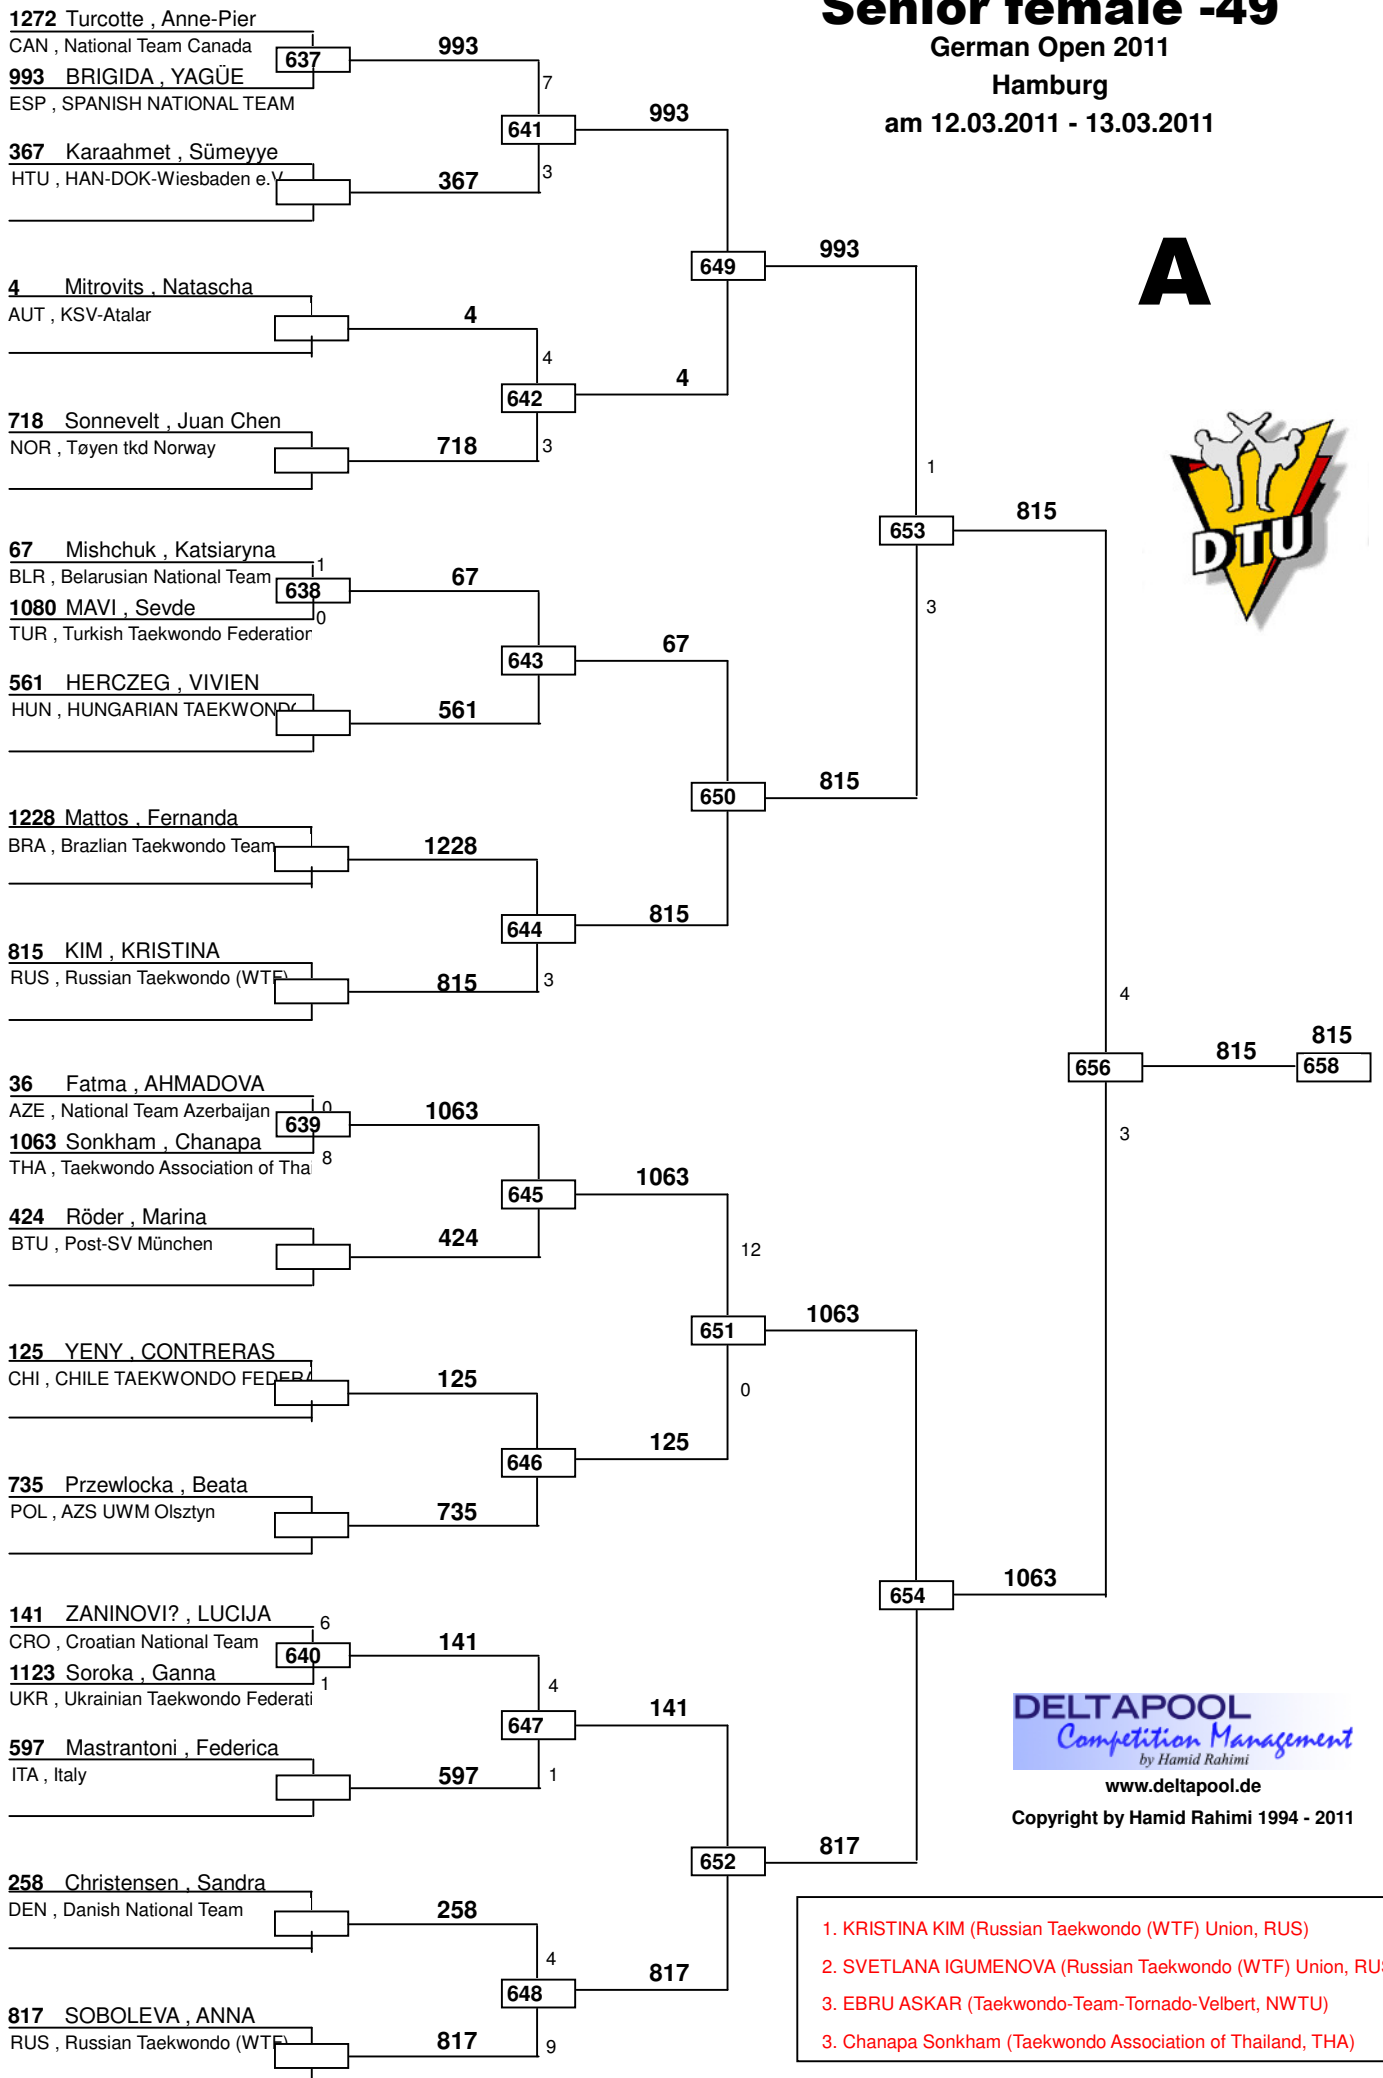 Senior female -49
German Open 2011
Hamburg
am 12.03.2011 - 13.03.2011
A
DTU
1272 Turcotte , Anne-Pier
CAN , National Team Canada
637
993
993 BRIGIDA , YAGÜE
ESP , SPANISH NATIONAL TEAM
7
641
993
367 Karaahmet , Sümeyye
HTU , HAN-DOK-Wiesbaden e.V
367
3
649
993
4 Mitrovits , Natascha
AUT , KSV-Atalar
4
4
642
4
718 Sonnevelt , Juan Chen
NOR , Tøyen tkd Norway
718
3
1
653
815
67 Mishchuk , Katsiaryna
BLR , Belarusian National Team
1
638
67
1080 MAVI , Sevde
0
TUR , Turkish Taekwondo Federation
3
643
67
561 HERCZEG , VIVIEN
HUN , HUNGARIAN TAEKWONDO
561
650
815
1228 Mattos , Fernanda
BRA , Brazlian Taekwondo Team
1228
644
815
815 KIM , KRISTINA
RUS , Russian Taekwondo (WTF)
815
3
4
656
815
815
658
3
36 Fatma , AHMADOVA
AZE , National Team Azerbaijan
0
639
1063
1063 Sonkham , Chanapa
8
THA , Taekwondo Association of Thai
645
1063
424 Röder , Marina
BTU , Post-SV München
424
12
651
1063
0
125 YENY , CONTRERAS
CHI , CHILE TAEKWONDO FEDERA
125
646
125
735 Przewlocka , Beata
POL , AZS UWM Olsztyn
735
654
1063
141 ZANINOVI? , LUCIJA
6
CRO , Croatian National Team
640
141
1123 Soroka , Ganna
1
UKR , Ukrainian Taekwondo Federati
4
647
141
597 Mastrantoni , Federica
ITA , Italy
597
1
652
817
258 Christensen , Sandra
DEN , Danish National Team
258
4
648
817
817 SOBOLEVA , ANNA
RUS , Russian Taekwondo (WTF)
817
9
DELTAPOOL
Competition Management
by Hamid Rahimi
www.deltapool.de
Copyright by Hamid Rahimi 1994 - 2011
1. KRISTINA KIM (Russian Taekwondo (WTF) Union, RUS)
2. SVETLANA IGUMENOVA (Russian Taekwondo (WTF) Union, RUS
3. EBRU ASKAR (Taekwondo-Team-Tornado-Velbert, NWTU)
3. Chanapa Sonkham (Taekwondo Association of Thailand, THA)